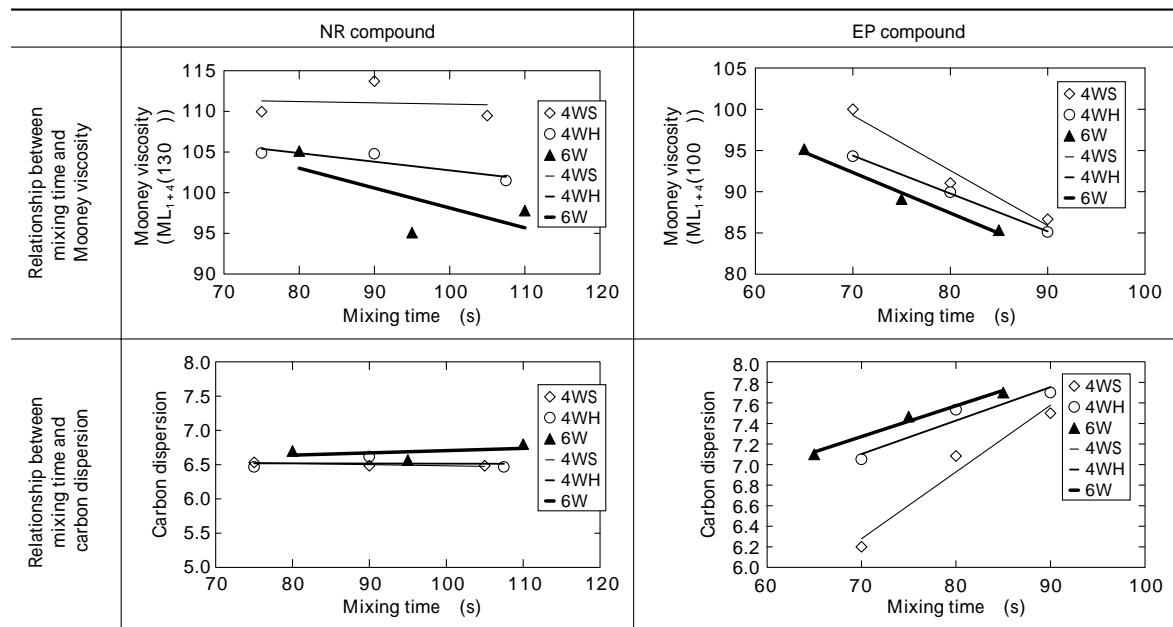 NR compound
EP compound
Relationship between
mixing time and
Mooney viscosity
Mooney viscosity
(ML1+4(130 ))
115
110
105
100
95
90
70
80
90
100
110
120
Mixing time (s)
4WS
4WH
6W
4WS
4WH
6W
Mooney viscosity
(ML1+4(100 ))
105
100
95
90
85
80
60
70
80
90
100
Mixing time (s)
4WS
4WH
6W
4WS
4WH
6W
Relationship between
mixing time and
carbon dispersion
Carbon dispersion
8.0
7.5
7.0
6.5
6.0
5.5
5.0
70
80
90
100
110
120
Mixing time (s)
4WS
4WH
6W
4WS
4WH
6W
Carbon dispersion
8.0
7.8
7.6
7.4
7.2
7.0
6.8
6.6
6.4
6.2
6.0
60
70
80
90
100
Mixing time (s)
4WS
4WH
6W
4WS
4WH
6W